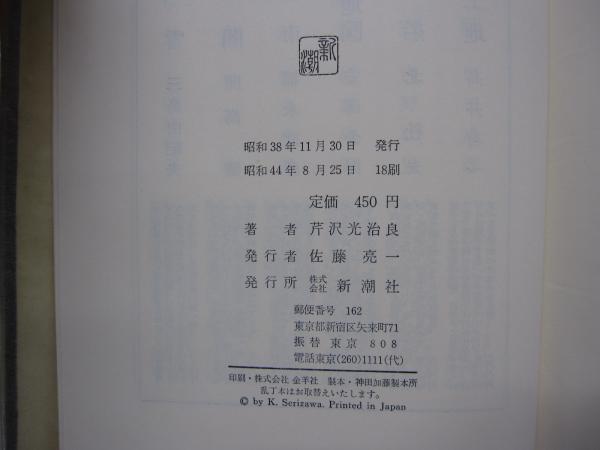 新潮
昭和38年11月30日 発行
昭和44年8月25日 18刷
定価 450円
著者 芹沢光治良
発行者 佐藤亮一
発行所 株式会社 新潮社
郵便番号 162
東京都新宿区矢来町71
振替 東京 808
電話東京(260)1111(代)
印刷・株式会社 金羊社 製本・神田加藤製本所
乱丁本はお取替えいたします。
© by K. Serizawa. Printed in Japan